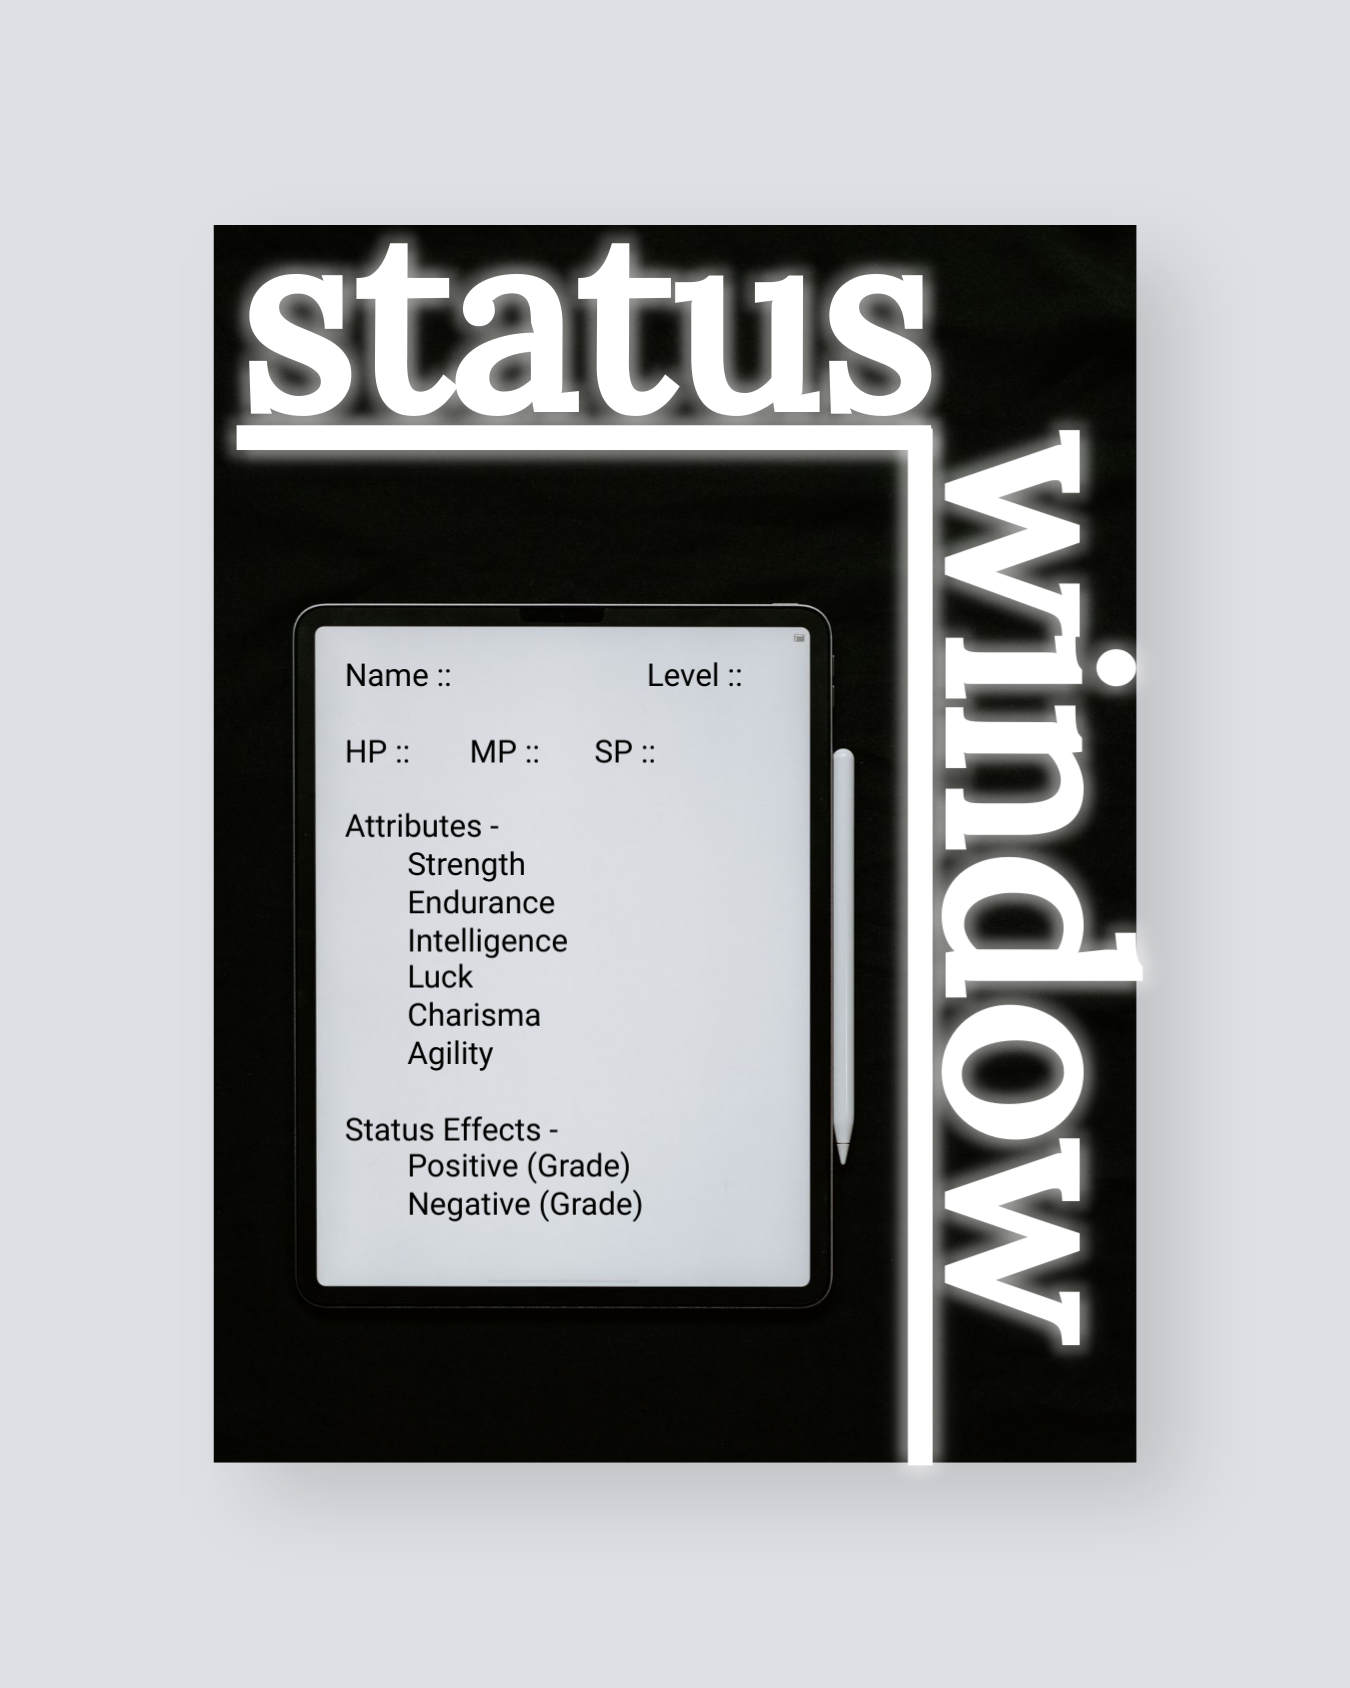 status
window
Name :: Level ::
HP :: MP :: SP ::
Attributes -
Strength
Endurance
Intelligence
Luck
Charisma
Agility
Status Effects -
Positive (Grade)
Negative (Grade)